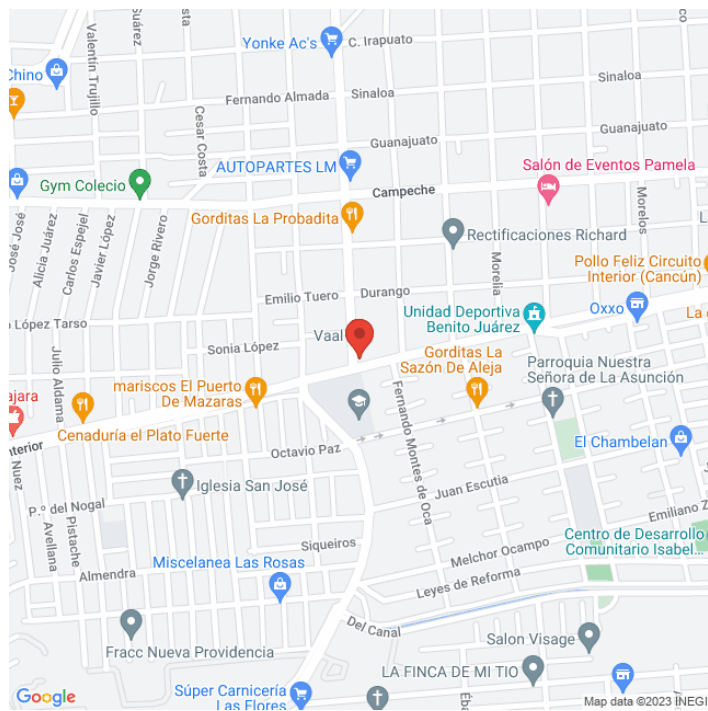 Valentín Trujillo
Suárez
Costa
Yonke Ac's
C. Irapuato
Chino
Sinaloa
Fernando Almada
Sinaloa
Cesar Costa
Guanajuato
Guanajuato
AUTOPARTES LM
Salón de Eventos Pamela
Gym Colecio
Campeche
Morelos
José José
Alicia Juárez
Carlos Espejel
Javier López
Jorge Rivero
Gorditas La Probadita
Rectificaciones Richard
Morelia
Pollo Feliz Circuito
Interior (Cancún)
Emilio Tuero
Durango
Oxxo
La
Unidad Deportiva
Benito Juárez
López Tarso
Vaal
Sonia López
Gorditas La
Sazón De Aleja
Parroquia Nuestra
Señora de La Asunción
Julio Aldama
mariscos El Puerto
De Mazaras
ajara
Cenaduría el Plato Fuerte
Fernando Montes de Oca
El Chambelan
nterior
Nuez
Octavio Paz
Iglesia San José
Juan Escutia
P.º del Nogal
Avellana
Pistache
Emiliano Z
Siqueiros
Centro de Desarrollo
Comunitario Isabel...
Melchor Ocampo
Miscelanea Las Rosas
Almendra
Leyes de Reforma
Del Canal
Fracc Nueva Providencia
Salon Visage
LA FINCA DE MI TIO
Súper Carnicería
Las Flores
Google
Map data ©2023 INEGI